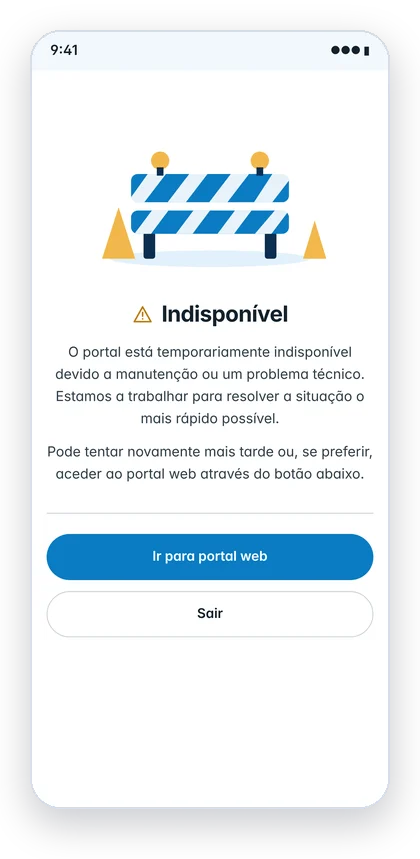 9:41
Indisponível
O portal está temporariamente indisponível
devido a manutenção ou um problema técnico.
Estamos a trabalhar para resolver a situação o
mais rápido possível.
Pode tentar novamente mais tarde ou, se preferir,
aceder ao portal web através do botão abaixo.
Ir para portal web
Sair